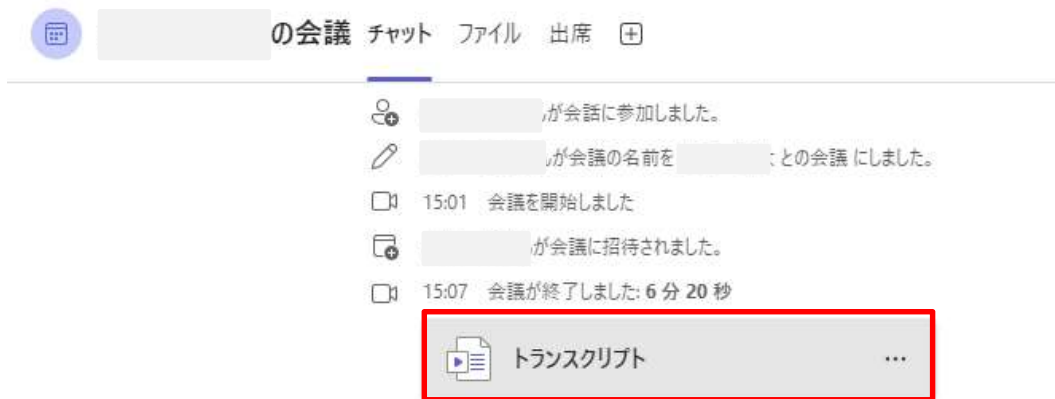 の会議 チャット ファイル 出席
が会話に参加しました。
が会議の名前を との会議 にしました。
15:01 会議を開始しました
が会議に招待されました。
15:07 会議が終了しました: 6 分 20 秒
トランスクリプト ...